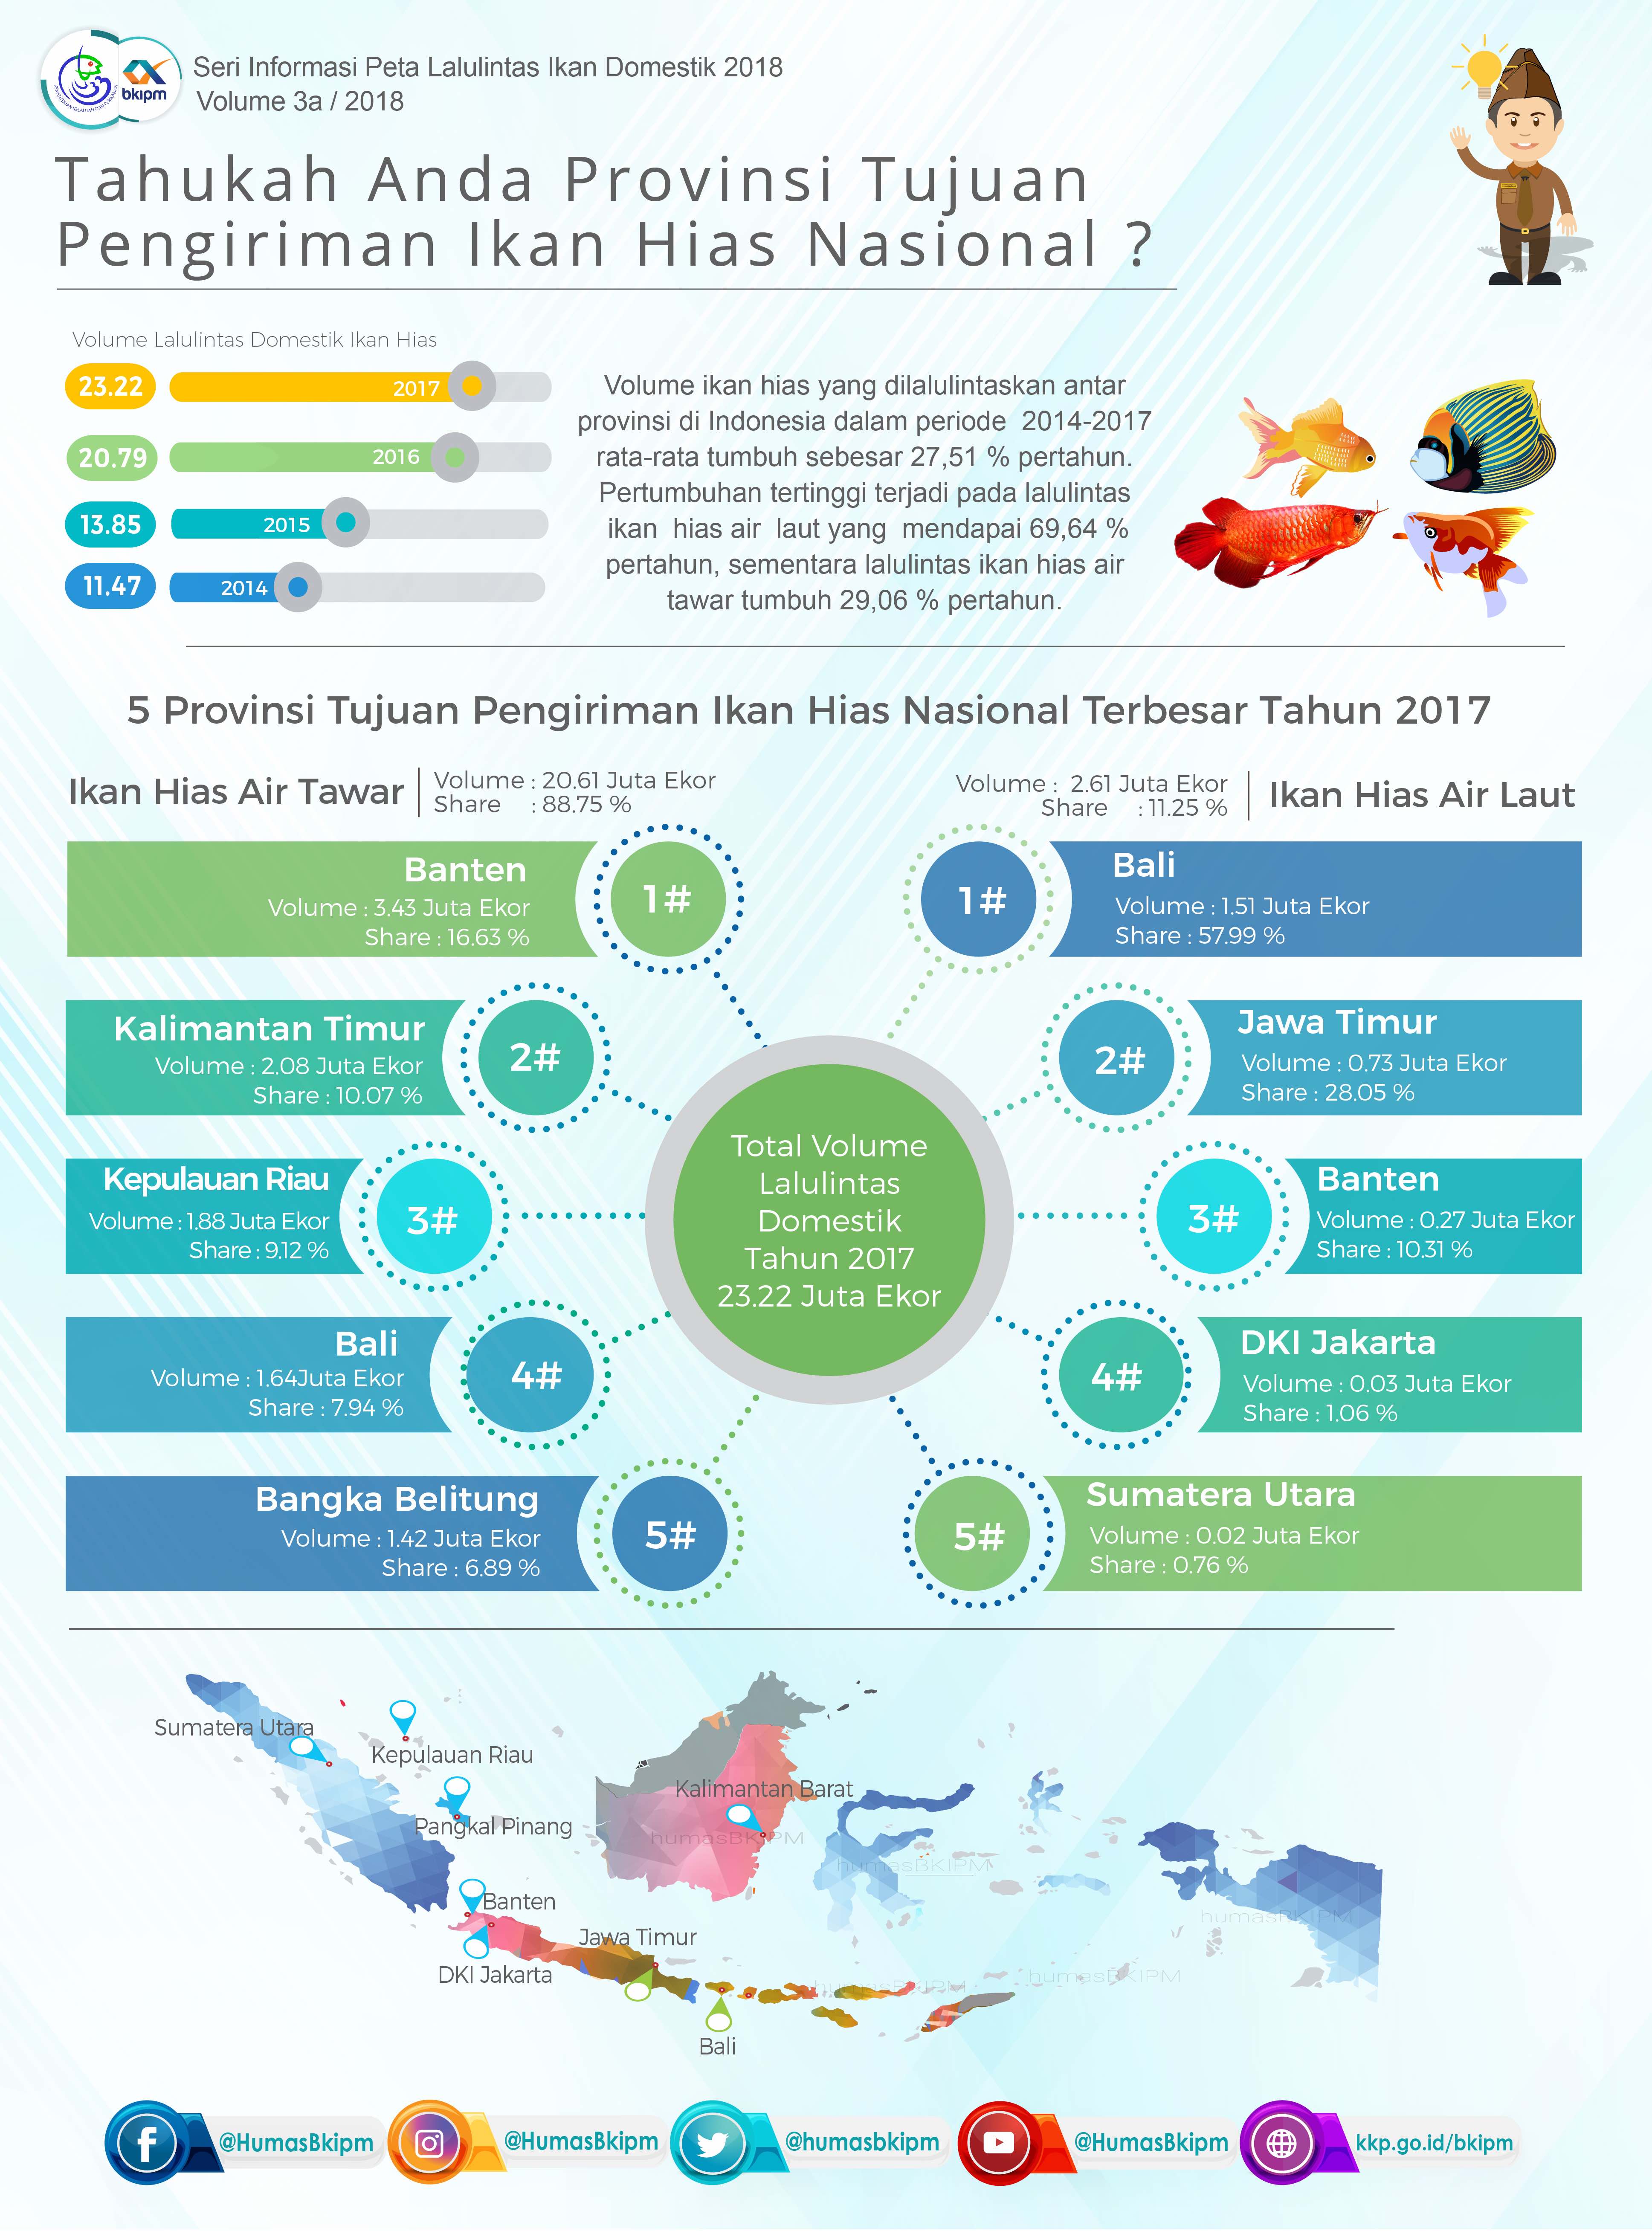 bkipm
Seri Informasi Peta Lalulintas Ikan Domestik 2018
Volume 3a / 2018
Tahukah Anda Provinsi Tujuan
Pengiriman Ikan Hias Nasional ?
Volume Lalulintas Domestik Ikan Hias
23.22 2017
20.79 2016
13.85 2015
11.47 2014
Volume ikan hias yang dilalulintaskan antar
provinsi di Indonesia dalam periode 2014-2017
rata-rata tumbuh sebesar 27,51 % pertahun.
Pertumbuhan tertinggi terjadi pada lalulintas
ikan hias air laut yang mendapai 69,64 %
pertahun, sementara lalulintas ikan hias air
tawar tumbuh 29,06 % pertahun.
5 Provinsi Tujuan Pengiriman Ikan Hias Nasional Terbesar Tahun 2017
Ikan Hias Air Tawar
Volume : 20.61 Juta Ekor
Share : 88.75 %
Banten
Volume : 3.43 Juta Ekor
Share : 16.63 %
1#
Kalimantan Timur
Volume : 2.08 Juta Ekor
Share : 10.07 %
2#
Kepulauan Riau
Volume : 1.88 Juta Ekor
Share : 9.12 %
3#
Bali
Volume : 1.64Juta Ekor
Share : 7.94 %
4#
Bangka Belitung
Volume : 1.42 Juta Ekor
Share : 6.89 %
5#
Total Volume
Lalulintas
Domestik
Tahun 2017
23.22 Juta Ekor
Volume : 2.61 Juta Ekor
Share : 11.25 %
Ikan Hias Air Laut
1#
Bali
Volume : 1.51 Juta Ekor
Share : 57.99 %
2#
Jawa Timur
Volume : 0.73 Juta Ekor
Share : 28.05 %
3#
Banten
Volume : 0.27 Juta Ekor
Share : 10.31 %
4#
DKI Jakarta
Volume : 0.03 Juta Ekor
Share : 1.06 %
5#
Sumatera Utara
Volume : 0.02 Juta Ekor
Share : 0.76 %
Sumatera Utara
Kepulauan Riau
Kalimantan Barat
Pangkal Pinang
humasBKIPM
humasBKIPM
Banten
humasBKIPM
Jawa Timur
DKI Jakarta
humasBKIPM
humasBKIPM
Bali
@HumasBkipm
@HumasBkipm
@humasbkipm
@HumasBkipm
kkp.go.id/bkipm